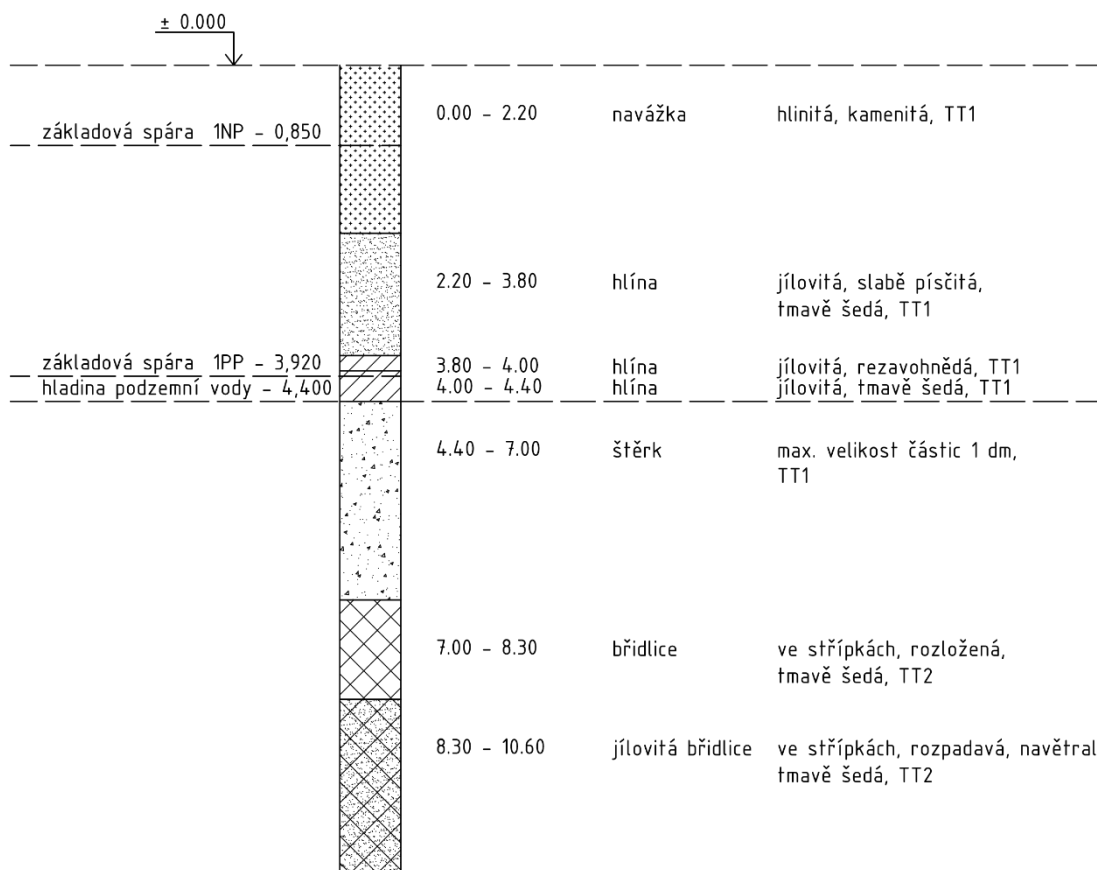 ± 0.000
0.00 – 2.20 navážka hlinitá, kamenitá, TT1
základová spára 1NP – 0,850
2.20 – 3.80 hlína jílovitá, slabě písčitá,
tmavě šedá, TT1
základová spára 1PP – 3,920 3.80 – 4.00 hlína jílovitá, rezavohnědá, TT1
hladina podzemní vody – 4,400 4.00 – 4.40 hlína jílovitá, tmavě šedá, TT1
4.40 – 7.00 štěrk max. velikost částic 1 dm,
TT1
7.00 – 8.30 břidlice ve střípkách, rozložená,
tmavě šedá, TT2
8.30 – 10.60 jílovitá břidlice ve střípkách, rozpadavá, navětral
tmavě šedá, TT2